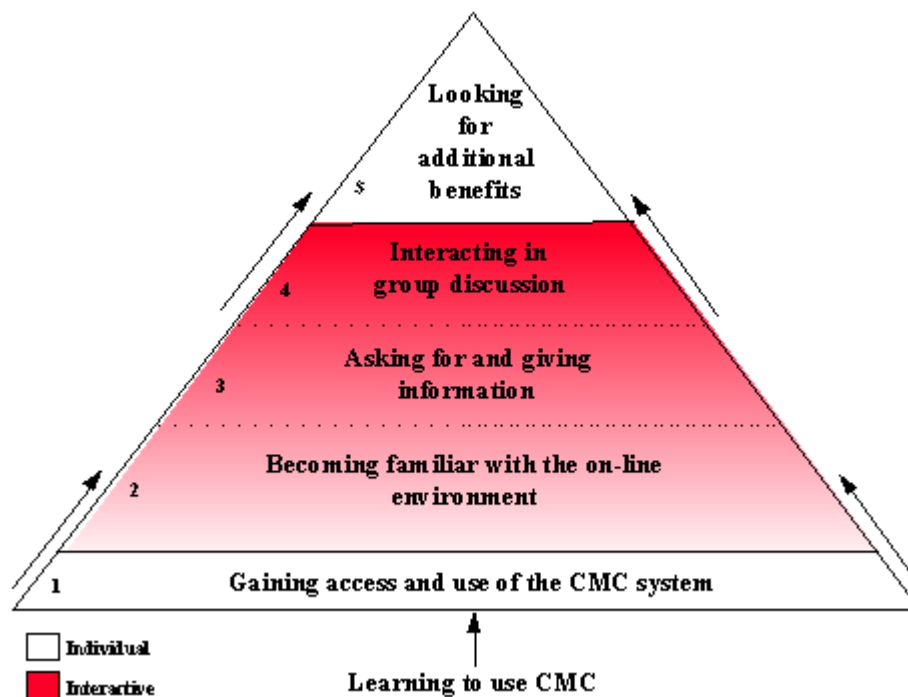 Looking
for
additional
benefits
5
Interacting in
group discussion
4
Asking for and giving
information
3
Becoming familiar with the on-line
environment
2
1 Gaining access and use of the CMC system
Individual
Interactive
Learning to use CMC